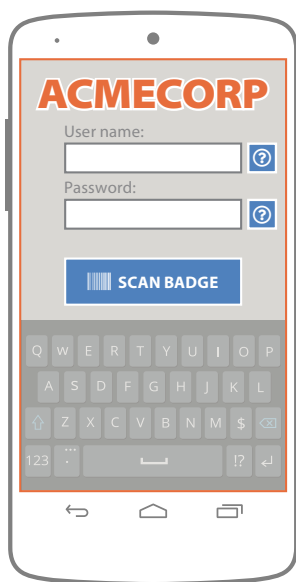 ACMECORP
User name:
?
Password:
?
SCAN BADGE
Q W E R T Y U I O P
A S D F G H J K L
Z X C V B N M $
123 ... !?